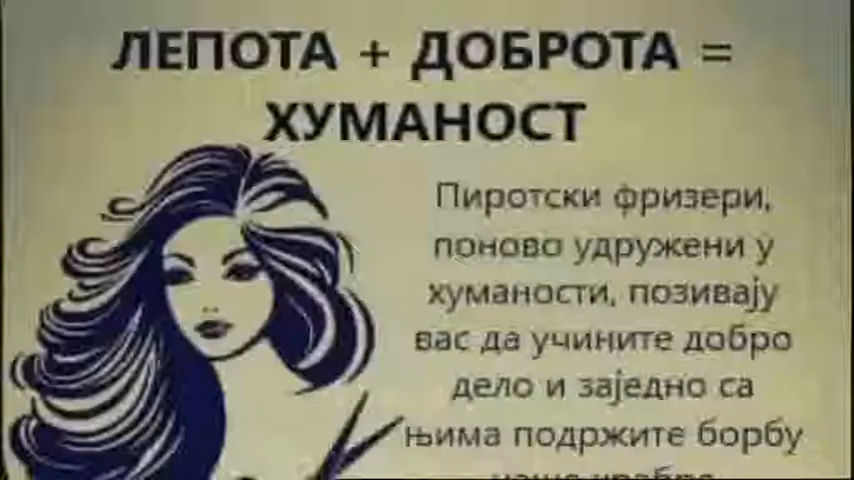 ЛЕПОТА + ДОБРОТА =
ХУМАНОСТ
Пиротски фризери,
поново удружени у
хуманости, позивају
вас да учините добро
дело и заједно са
њима подржите борбу